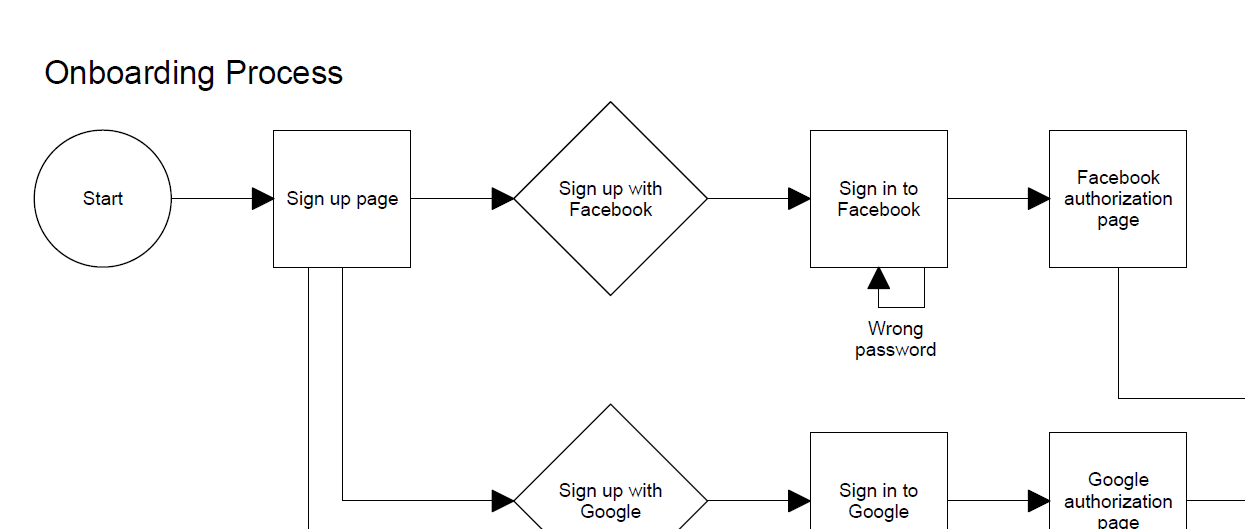 Onboarding Process
Start
Sign up page
Sign up with
Facebook
Sign in to
Facebook
Facebook
authorization
page
Wrong
password
Sign up with
Google
Sign in to
Google
Google
authorization
page